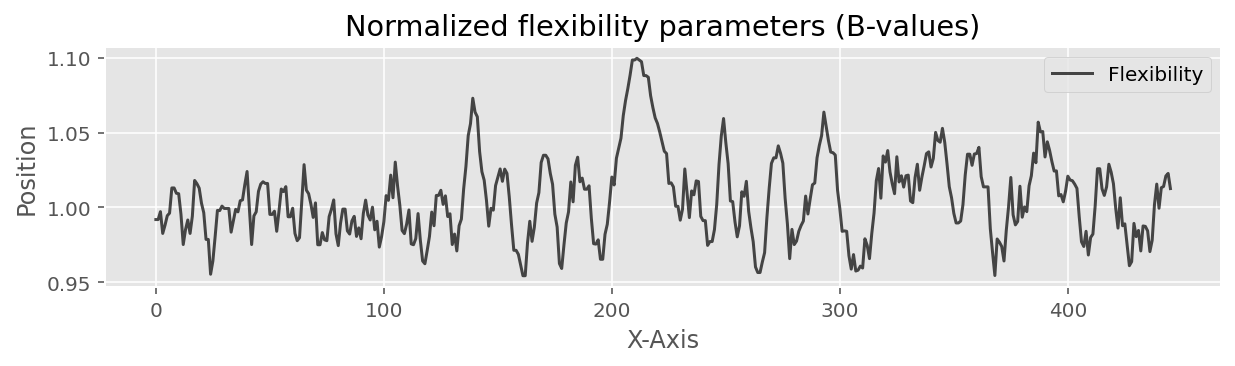 Normalized flexibility parameters (B-values)
Flexibility
Position
1.10
1.05
1.00
0.95
0
100
200
300
400
X-Axis